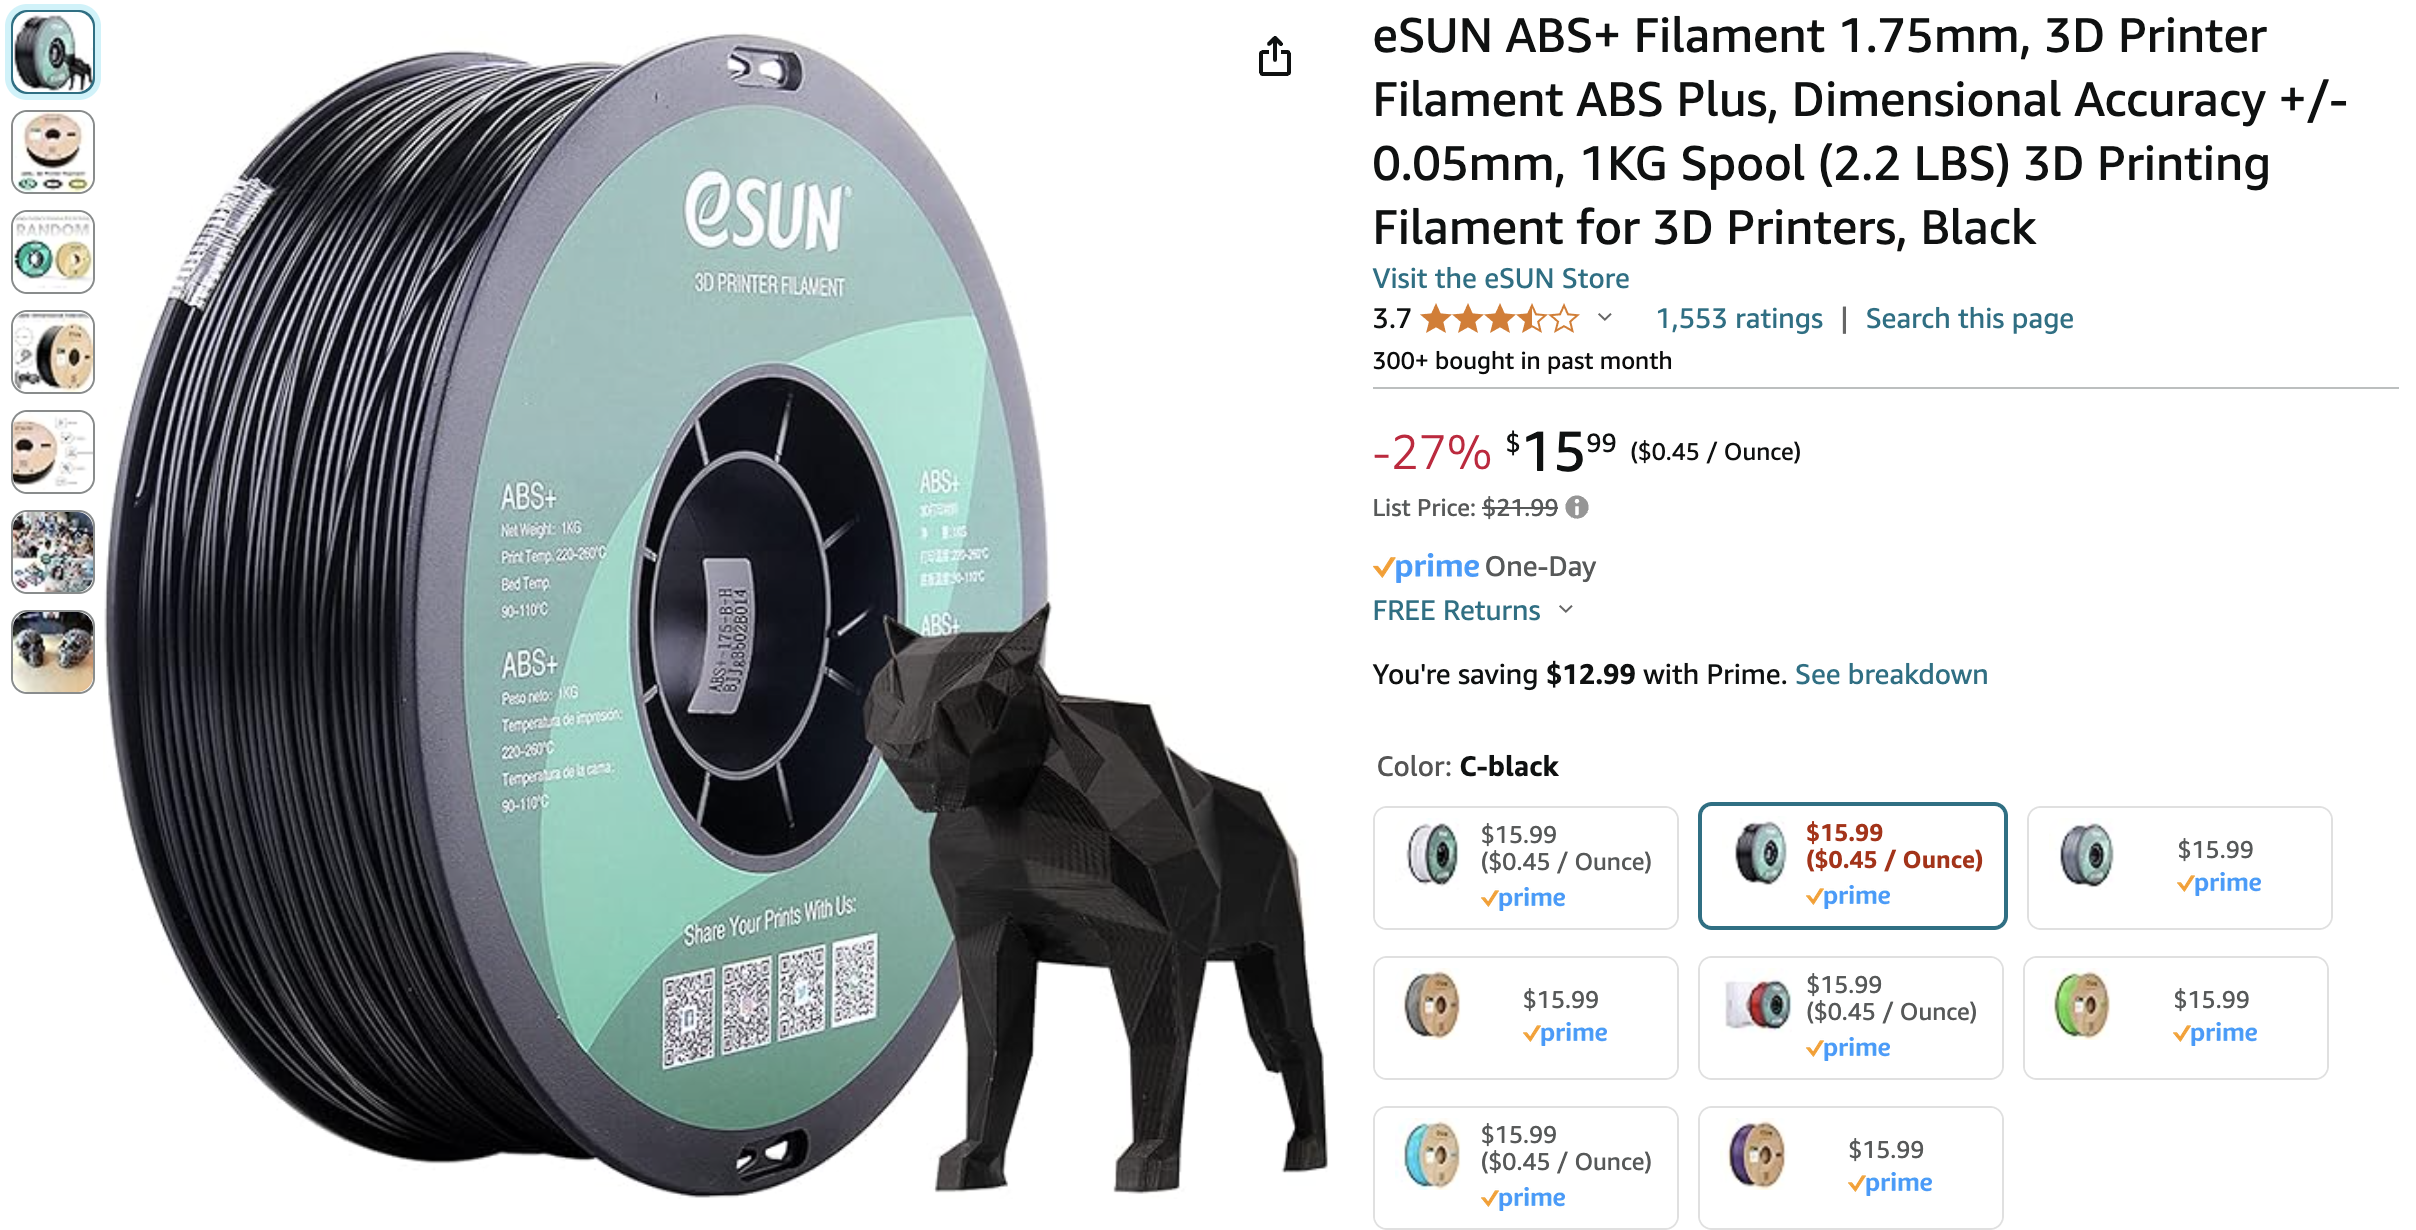 eSUN ABS+ Filament 1.75mm, 3D Printer
Filament ABS Plus, Dimensional Accuracy +/-
0.05mm, 1KG Spool (2.2 LBS) 3D Printing
Filament for 3D Printers, Black
Visit the eSUN Store
3.7 1,553 ratings | Search this page
300+ bought in past month
-27% $15.99 ($0.45 / Ounce)
List Price: $21.99
prime One-Day
FREE Returns
You're saving $12.99 with Prime. See breakdown
Color: C-black
$15.99
($0.45 / Ounce)
prime
$15.99
($0.45 / Ounce)
prime
$15.99
prime
$15.99
prime
$15.99
($0.45 / Ounce)
prime
$15.99
prime
$15.99
($0.45 / Ounce)
prime
$15.99
prime
RANDOM
eSUN
3D PRINTER FILAMENT
ABS+
Net Weight: 1KG
Print Temp. 220-260°C
Bed Temp.
90-110°C
ABS+
Peso neto: 1KG
Temperatura de impresión:
220-260°C
Temperatura de la cama:
90-110°C
ABS+
ABS+
ABS+-175-B-H
Share Your Prints With Us: